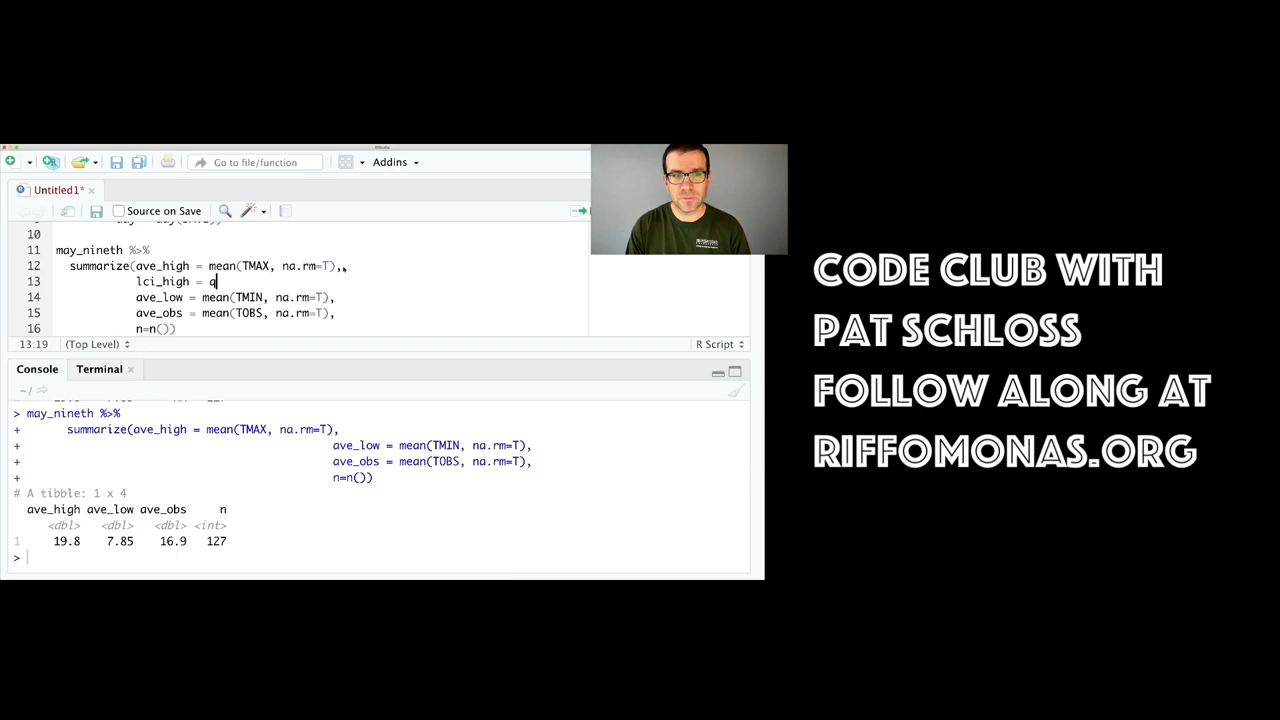 Go to file/function
Addins
Untitled1*
Source on Save
10
11 may_nineth %>%
12 summarize(ave_high = mean(TMAX, na.rm=T),
13 lci_high = q
14 ave_low = mean(TMIN, na.rm=T),
15 ave_obs = mean(TOBS, na.rm=T),
16 n=n())
13:19 (Top Level) R Script
Console Terminal
~/
> may_nineth %>%
+ summarize(ave_high = mean(TMAX, na.rm=T),
+ ave_low = mean(TMIN, na.rm=T),
+ ave_obs = mean(TOBS, na.rm=T),
+ n=n())
# A tibble: 1 x 4
ave_high ave_low ave_obs n
<dbl> <dbl> <dbl> <int>
1 19.8 7.85 16.9 127
>
CODE CLUB WITH
PAT SCHLOSS
FOLLOW ALONG AT
RIFFOMONAS.ORG